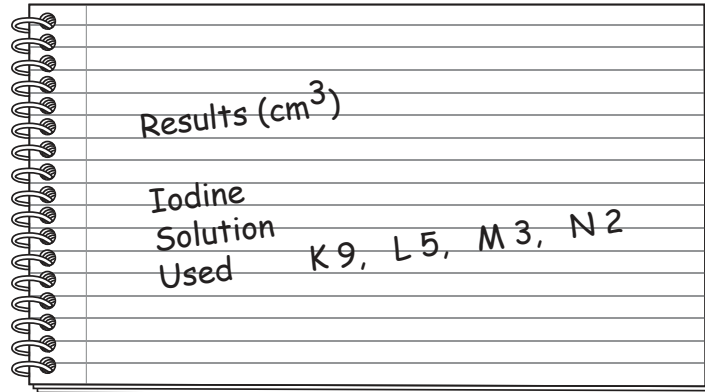 Results (cm³)
Iodine
Solution
Used K 9, L 5, M 3, N 2